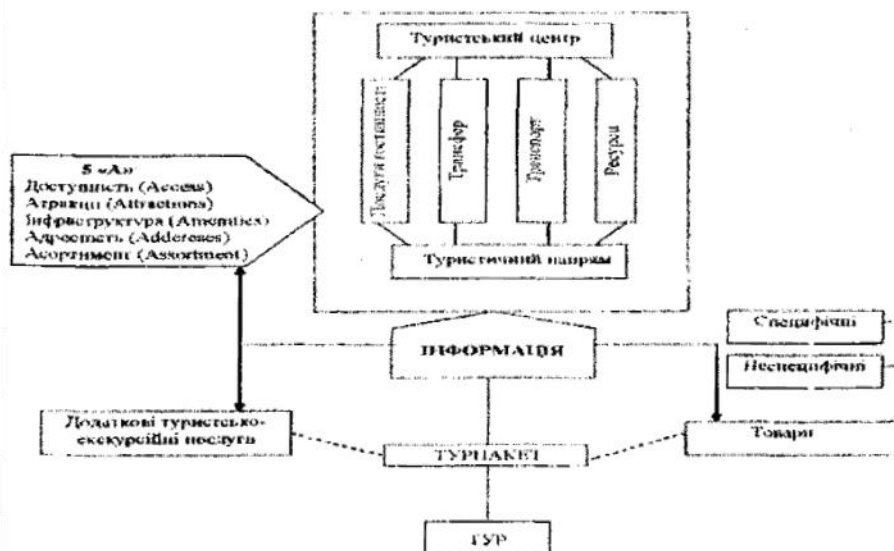 Туристський центр
Послуги гостинності
Трансфер
Транспорт
Ресурси
5 «А»
Доступність (Access)
Атракції (Attractions)
Інфраструктура (Amenities)
Адресність (Addereses)
Асортимент (Assortment)
Туристичний напрям
Специфічні
ІНФОРМАЦІЯ
Неспецифічні
Додаткові туристсько-
екскурсійні послуги
Товари
ТУРПАКЕТ
ТУР